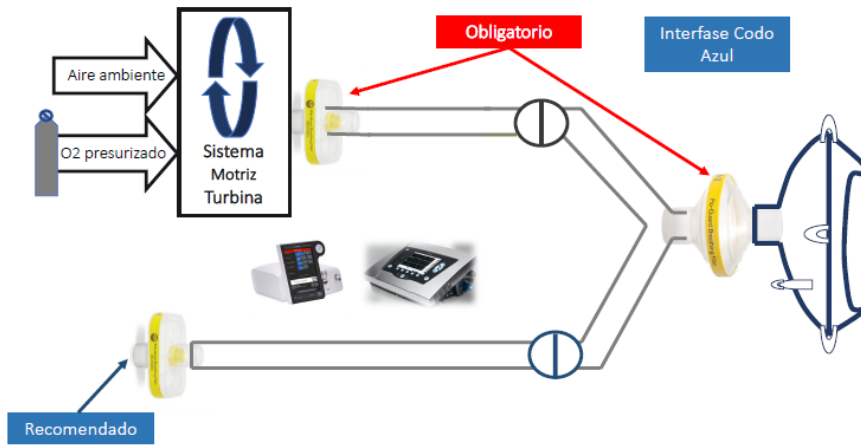 Obligatorio
Interfase Codo
Azul
Aire ambiente
O2 presurizado
Sistema
Motriz
Turbina
Recomendado